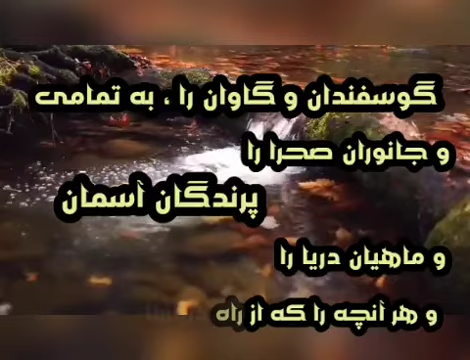 گوسفندان و گاوان را ، به تمامی
و جانوران صحرا را
پرندگان آسمان
و ماهیان دریا را
و هر آنچه را که از راه